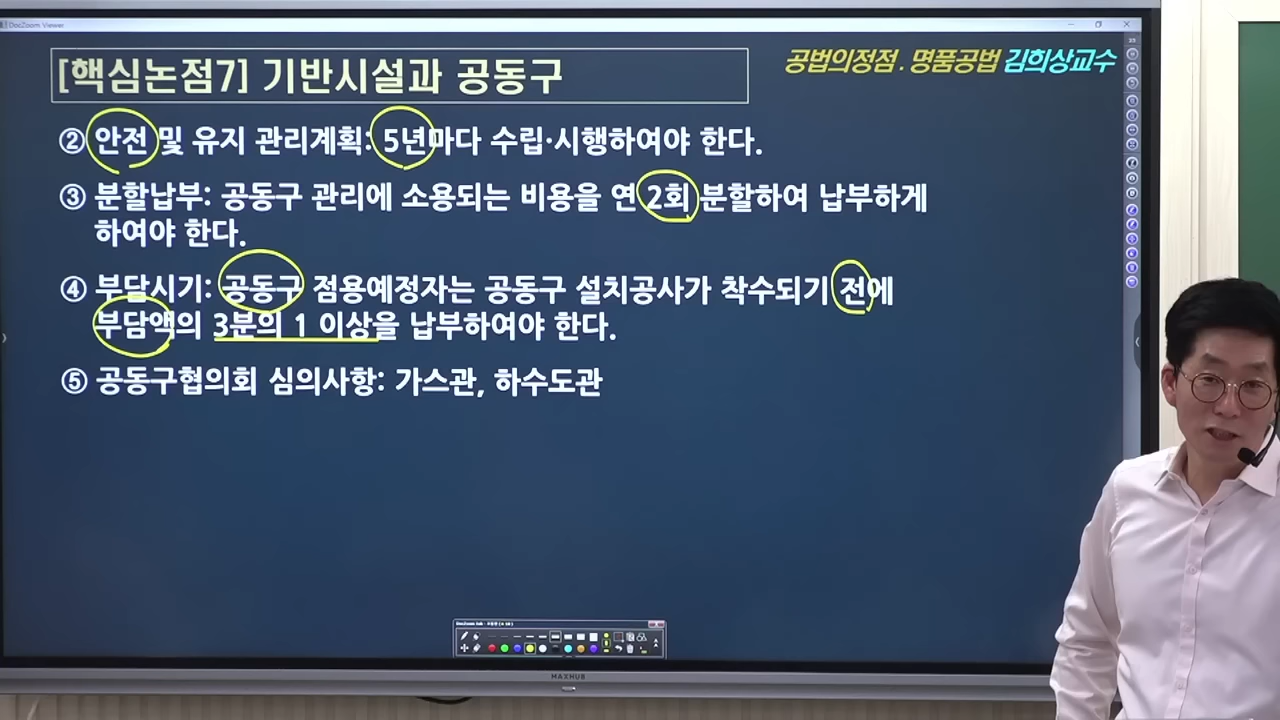 DocZoom Viewer
[핵심논점7] 기반시설과 공동구
공법의정점. 명품공법 김희상교수
② 안전 및 유지 관리계획: 5년마다 수립·시행하여야 한다.
③ 분할납부: 공동구 관리에 소용되는 비용을 연 2회 분할하여 납부하게
하여야 한다.
④ 부담시기: 공동구 점용예정자는 공동구 설치공사가 착수되기 전에
부담액의 3분의 1 이상을 납부하여야 한다.
⑤ 공동구협의회 심의사항: 가스관, 하수도관
MAXHUB